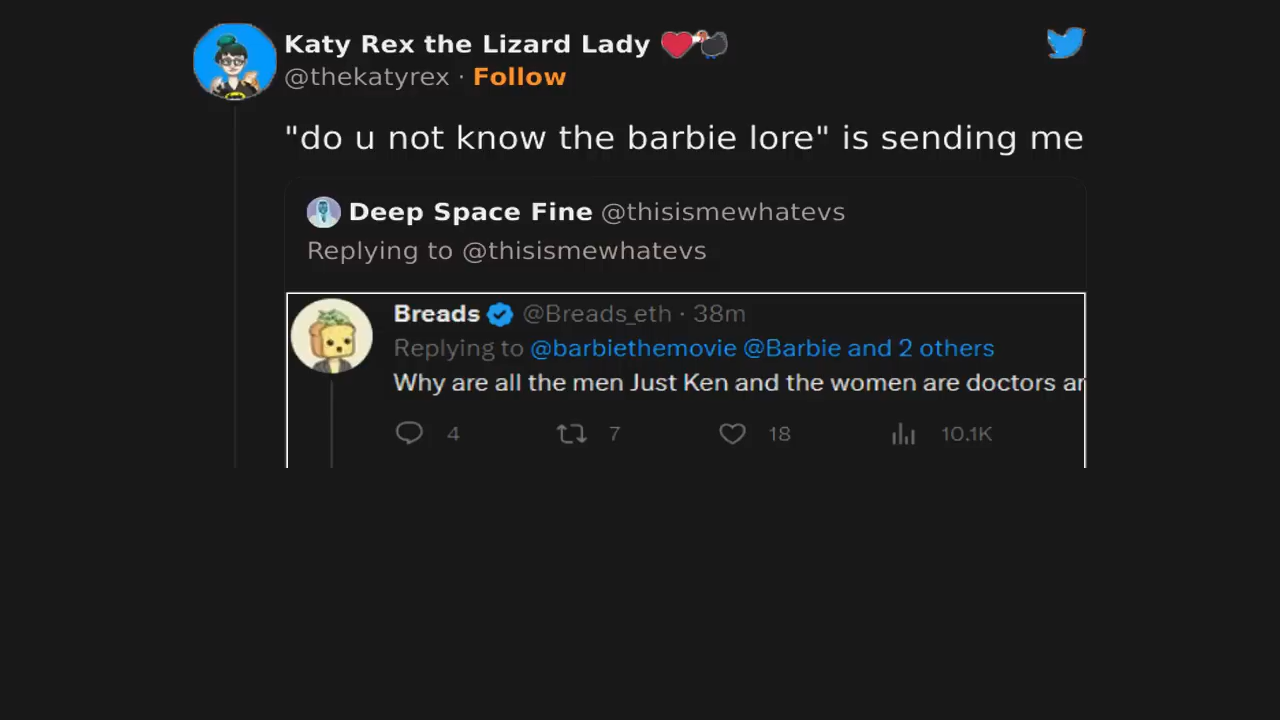 Katy Rex the Lizard Lady ❤️🦃
@thekatyrex · Follow
"do u not know the barbie lore" is sending me
Deep Space Fine @thisismewhatevs
Replying to @thisismewhatevs
Breads @Breads_eth · 38m
Replying to @barbiethemovie @Barbie and 2 others
Why are all the men Just Ken and the women are doctors
4 7 18 10.1K